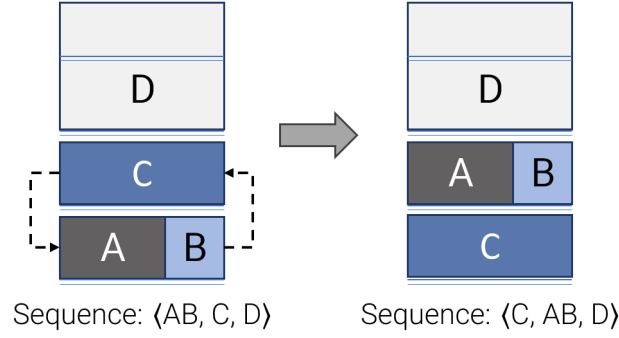 D
C
A B
Sequence: ⟨AB, C, D⟩
D
A B
C
Sequence: ⟨C, AB, D⟩